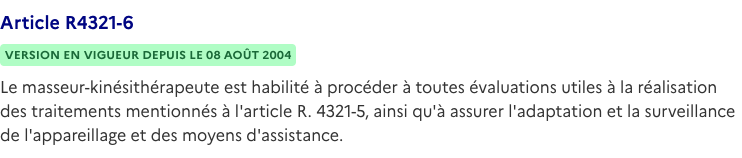 Article R4321-6
VERSION EN VIGUEUR DEPUIS LE 08 AOÛT 2004
Le masseur-kinésithérapeute est habilité à procéder à toutes évaluations utiles à la réalisation
des traitements mentionnés à l'article R. 4321-5, ainsi qu'à assurer l'adaptation et la surveillance
de l'appareillage et des moyens d'assistance.